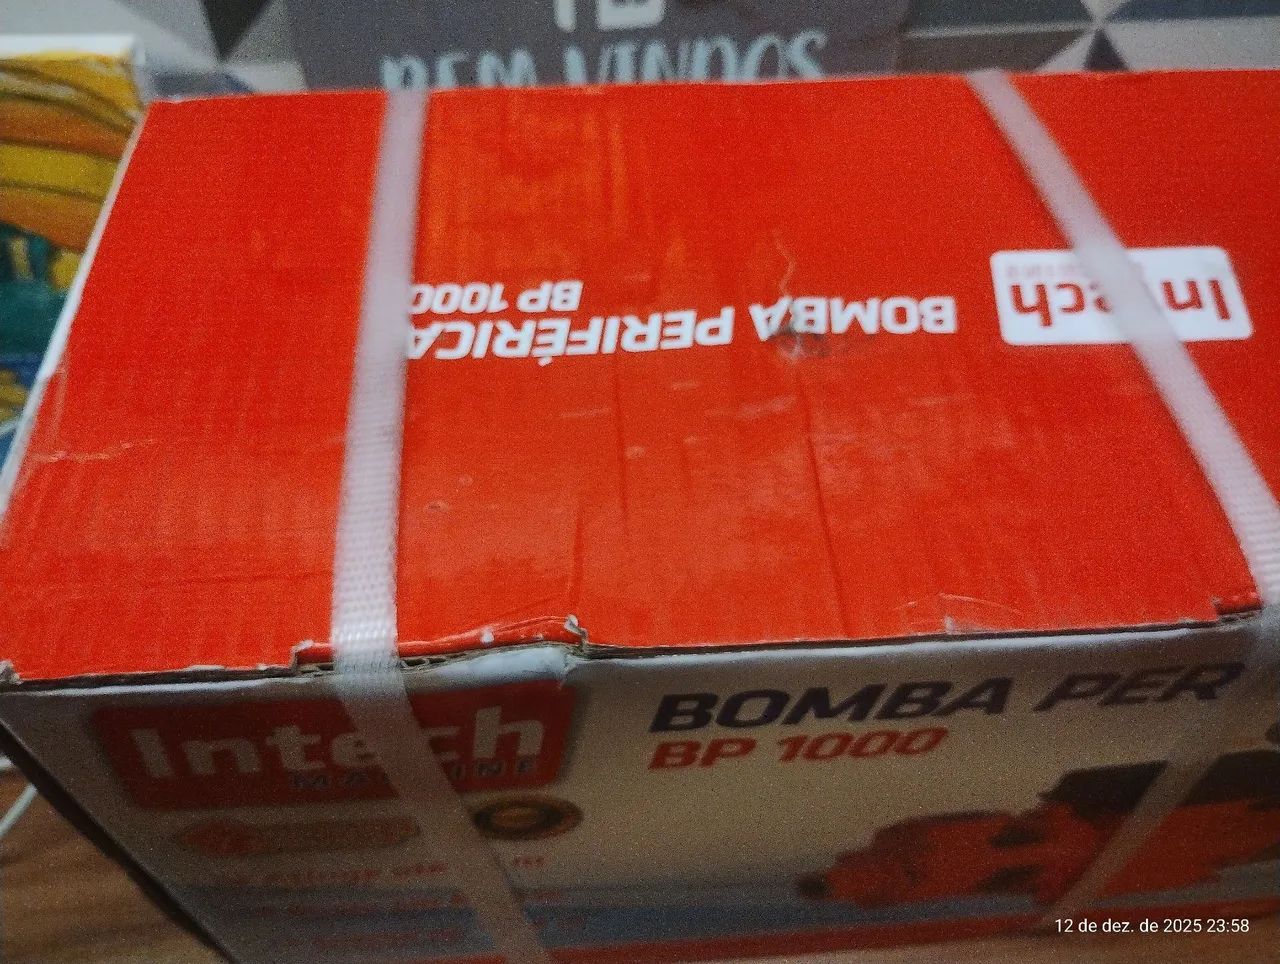 BEM VINDOS
Intech
BOMBA PERIFÉRICA
BP 1000
Intech
MACHINE
BOMBA PER
BP 1000
12 de dez. de 2025 23:58